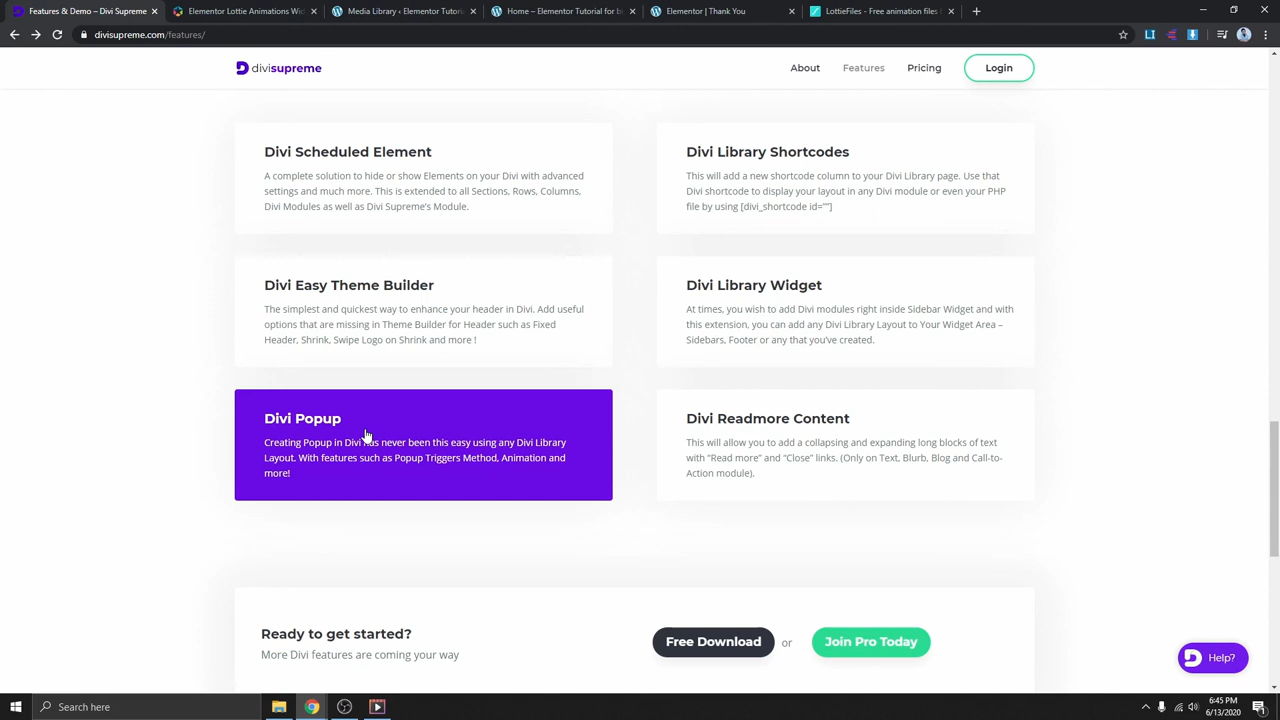 Features & Demo – Divi Supreme
Elementor Lottie Animations Wid
Media Library ‹ Elementor Tutori
Home – Elementor Tutorial for b
Elementor | Thank You
LottieFiles - Free animation files
divisupreme.com/features/
divisupreme
About
Features
Pricing
Login
Divi Scheduled Element
A complete solution to hide or show Elements on your Divi with advanced
settings and much more. This is extended to all Sections, Rows, Columns,
Divi Modules as well as Divi Supreme's Module.
Divi Library Shortcodes
This will add a new shortcode column to your Divi Library page. Use that
Divi shortcode to display your layout in any Divi module or even your PHP
file by using [divi_shortcode id=""]
Divi Easy Theme Builder
The simplest and quickest way to enhance your header in Divi. Add useful
options that are missing in Theme Builder for Header such as Fixed
Header, Shrink, Swipe Logo on Shrink and more !
Divi Library Widget
At times, you wish to add Divi modules right inside Sidebar Widget and with
this extension, you can add any Divi Library Layout to Your Widget Area –
Sidebars, Footer or any that you've created.
Divi Popup
Creating Popup in Divi has never been this easy using any Divi Library
Layout. With features such as Popup Triggers Method, Animation and
more!
Divi Readmore Content
This will allow you to add a collapsing and expanding long blocks of text
with “Read more” and “Close” links. (Only on Text, Blurb, Blog and Call-to-
Action module).
Ready to get started?
More Divi features are coming your way
Free Download
or
Join Pro Today
Help?
Search here
6:45 PM
6/13/2020